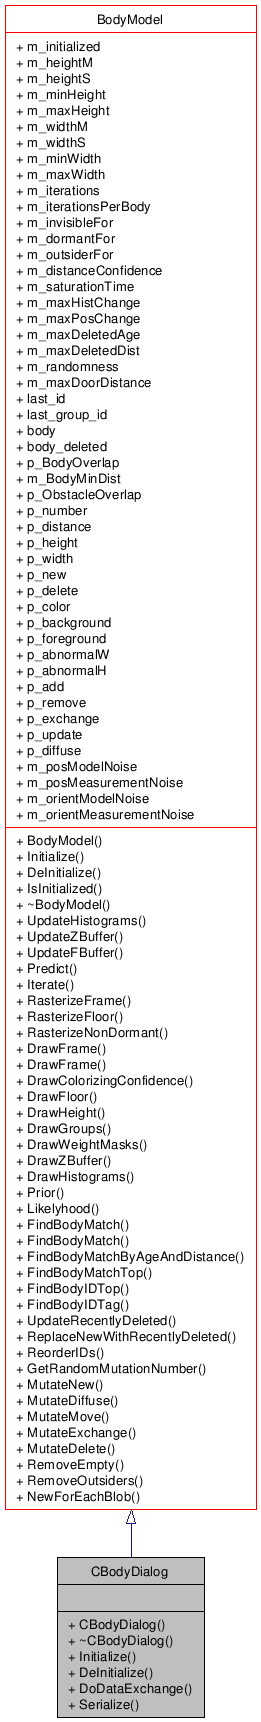 BodyModel
+ m_initialized
+ m_heightM
+ m_heightS
+ m_minHeight
+ m_maxHeight
+ m_widthM
+ m_widthS
+ m_minWidth
+ m_maxWidth
+ m_iterations
+ m_iterationsPerBody
+ m_invisibleFor
+ m_dormantFor
+ m_outsiderFor
+ m_distanceConfidence
+ m_saturationTime
+ m_maxHistChange
+ m_maxPosChange
+ m_maxDeletedAge
+ m_maxDeletedDist
+ m_randomness
+ m_maxDoorDistance
+ last_id
+ last_group_id
+ body
+ body_deleted
+ p_BodyOverlap
+ m_BodyMinDist
+ p_ObstacleOverlap
+ p_number
+ p_distance
+ p_height
+ p_width
+ p_new
+ p_delete
+ p_color
+ p_background
+ p_foreground
+ p_abnormalW
+ p_abnormalH
+ p_add
+ p_remove
+ p_exchange
+ p_update
+ p_diffuse
+ m_posModelNoise
+ m_posMeasurementNoise
+ m_orientModelNoise
+ m_orientMeasurementNoise
+ BodyModel()
+ Initialize()
+ DeInitialize()
+ IsInitialized()
+ ~BodyModel()
+ UpdateHistograms()
+ UpdateZBuffer()
+ UpdateFBuffer()
+ Predict()
+ Iterate()
+ RasterizeFrame()
+ RasterizeFloor()
+ RasterizeNonDormant()
+ DrawFrame()
+ DrawFrame()
+ DrawColorizingConfidence()
+ DrawFloor()
+ DrawHeight()
+ DrawGroups()
+ DrawWeightMasks()
+ DrawZBuffer()
+ DrawHistograms()
+ Prior()
+ Likelyhood()
+ FindBodyMatch()
+ FindBodyMatch()
+ FindBodyMatchByAgeAndDistance()
+ FindBodyMatchTop()
+ FindBodyIDTop()
+ FindBodyIDTag()
+ UpdateRecentlyDeleted()
+ ReplaceNewWithRecentlyDeleted()
+ ReorderIDs()
+ GetRandomMutationNumber()
+ MutateNew()
+ MutateDiffuse()
+ MutateMove()
+ MutateExchange()
+ MutateDelete()
+ RemoveEmpty()
+ RemoveOutsiders()
+ NewForEachBlob()
CBodyDialog
+ CBodyDialog()
+ ~CBodyDialog()
+ Initialize()
+ DeInitialize()
+ DoDataExchange()
+ Serialize()